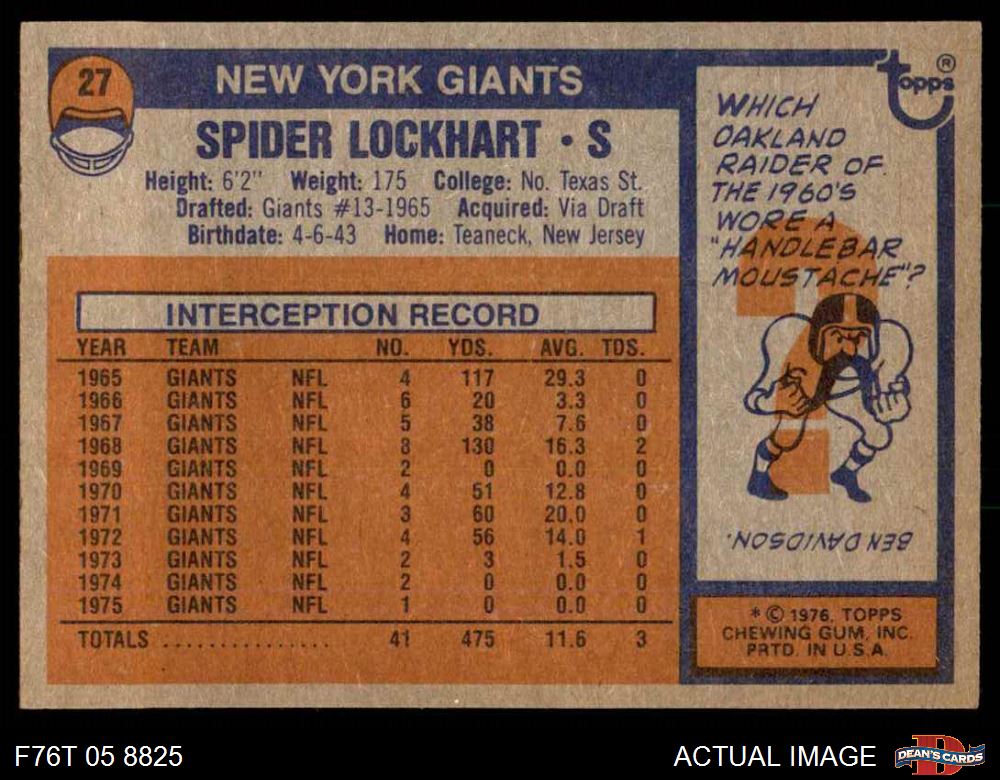 27
NEW YORK GIANTS
SPIDER LOCKHART • S
Height: 6'2" Weight: 175 College: No. Texas St.
Drafted: Giants #13-1965 Acquired: Via Draft
Birthdate: 4-6-43 Home: Teaneck, New Jersey
INTERCEPTION RECORD
YEAR TEAM NO. YDS. AVG. TDS.
1965 GIANTS NFL 4 117 29.3 0
1966 GIANTS NFL 6 20 3.3 0
1967 GIANTS NFL 5 38 7.6 0
1968 GIANTS NFL 8 130 16.3 2
1969 GIANTS NFL 2 0 0.0 0
1970 GIANTS NFL 4 51 12.8 0
1971 GIANTS NFL 3 60 20.0 0
1972 GIANTS NFL 4 56 14.0 1
1973 GIANTS NFL 2 3 1.5 0
1974 GIANTS NFL 2 0 0.0 0
1975 GIANTS NFL 1 0 0.0 0
TOTALS ............... 41 475 11.6 3
topps ®
WHICH
OAKLAND
RAIDER OF
THE 1960'S
WORE A
"HANDLEBAR
MOUSTACHE"?
BEN DAVIDSON.
* © 1976, TOPPS
CHEWING GUM, INC.
PRTD. IN U.S.A.
F76T 05 8825
ACTUAL IMAGE
D
DEAN'S CARDS